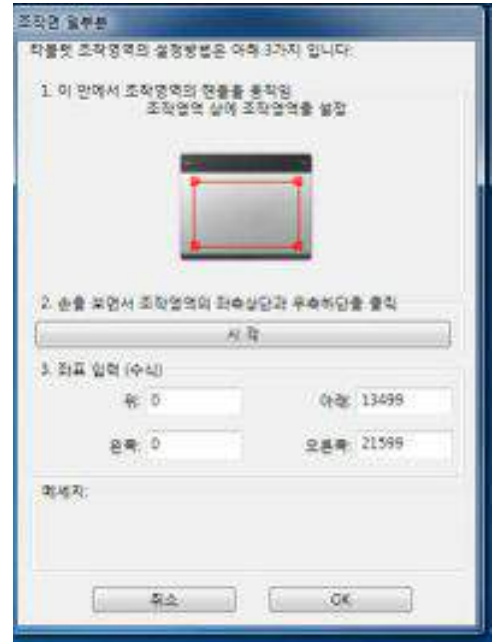 조작면 일부분
타블렛 조작영역의 설정방법은 아래 3가지 입니다:
1. 이 안에서 조작영역의 핸들을 움직임
조작영역 상에 조작영역을 설정
2. 손을 보면서 조작영역의 좌측상단과 우측하단을 클릭
시 작
3. 좌표 입력 (수식)
위: 0
아래: 13499
왼쪽: 0
오른쪽: 21599
메세지:
취소
OK